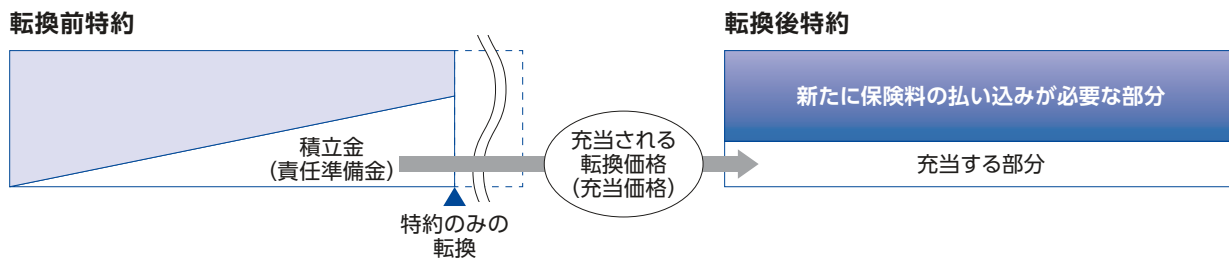 転換前特約
積立金
(責任準備金)
特約のみの
転換
充当される
転換価格
(充当価格)
転換後特約
新たに保険料の払い込みが必要な部分
充当する部分